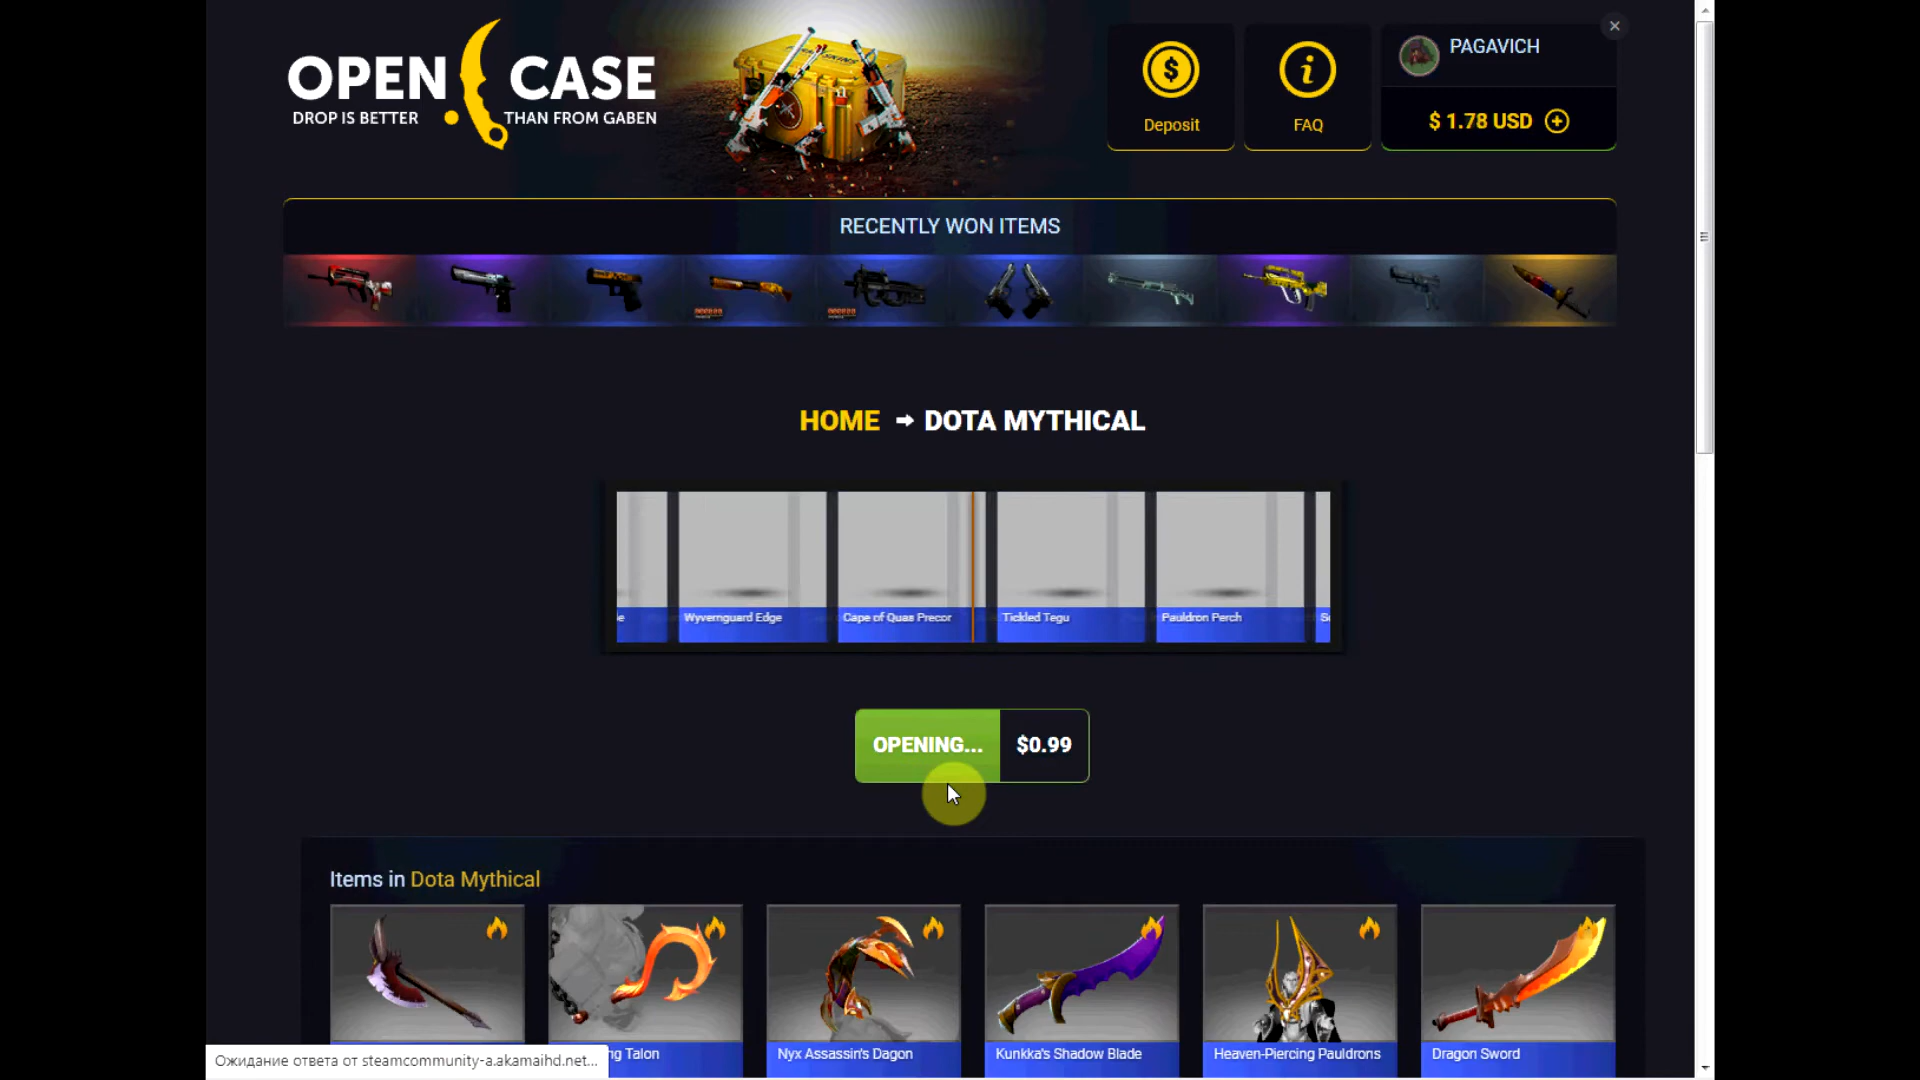 OPEN CASE
DROP IS BETTER THAN FROM GABEN
Deposit
FAQ
PAGAVICH
$ 1.78 USD
RECENTLY WON ITEMS
HOME → DOTA MYTHICAL
Wyvernguard Edge
Cape of Quas Precor
Tickled Tegu
Pauldron Perch
OPENING... $0.99
Items in Dota Mythical
ng Talon
Nyx Assassin's Dagon
Kunkka's Shadow Blade
Heaven-Piercing Pauldrons
Dragon Sword
Ожидание ответа от steamcommunity-a.akamaihd.net...